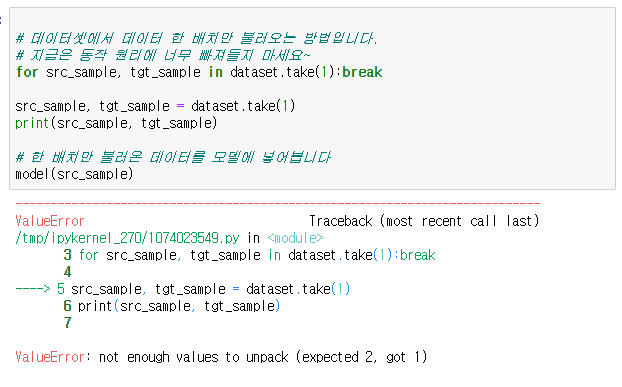 # 데이터셋에서 데이터 한 배치만 불러오는 방법입니다.
# 지금은 동작 원리에 너무 빠져들지 마세요~
for src_sample, tgt_sample in dataset.take(1):break
src_sample, tgt_sample = dataset.take(1)
print(src_sample, tgt_sample)
# 한 배치만 불러온 데이터를 모델에 넣어봅니다
model(src_sample)
---------------------------------------------------------------------------
ValueError                                Traceback (most recent call last)
/tmp/ipykernel_270/1074023549.py in <module>
      3 for src_sample, tgt_sample in dataset.take(1):break
      4
----> 5 src_sample, tgt_sample = dataset.take(1)
      6 print(src_sample, tgt_sample)
      7
ValueError: not enough values to unpack (expected 2, got 1)